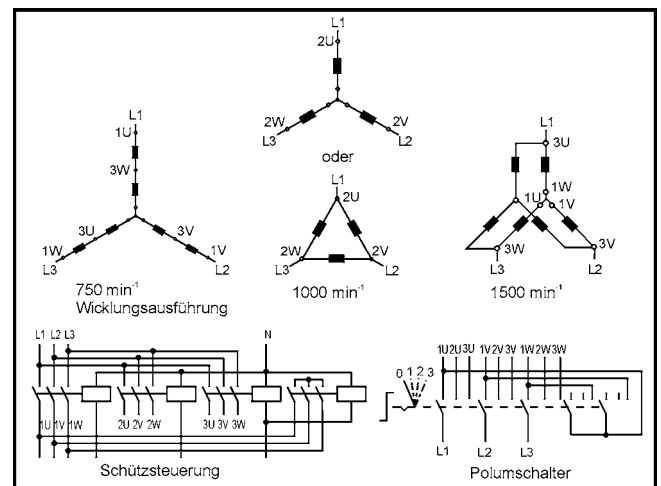 L1
2U
2W
2V
L3
L2
oder
L1
1U
3W
3U
3V
1W
1V
L3
L2
750 min⁻¹
Wicklungsausführung
L1
2U
2W
2V
L3
L2
1000 min⁻¹
L1
3U
1W
1U
1V
3W
3V
L3
L2
1500 min⁻¹
L1 L2 L3
N
1U 1V 1W
2U 2V 2W
3U 3V 3W
Schützsteuerung
1U 2U 3U 1V 2V 3V 1W 2W 3W
0 1 2 3
L1
L2
L3
Polumschalter